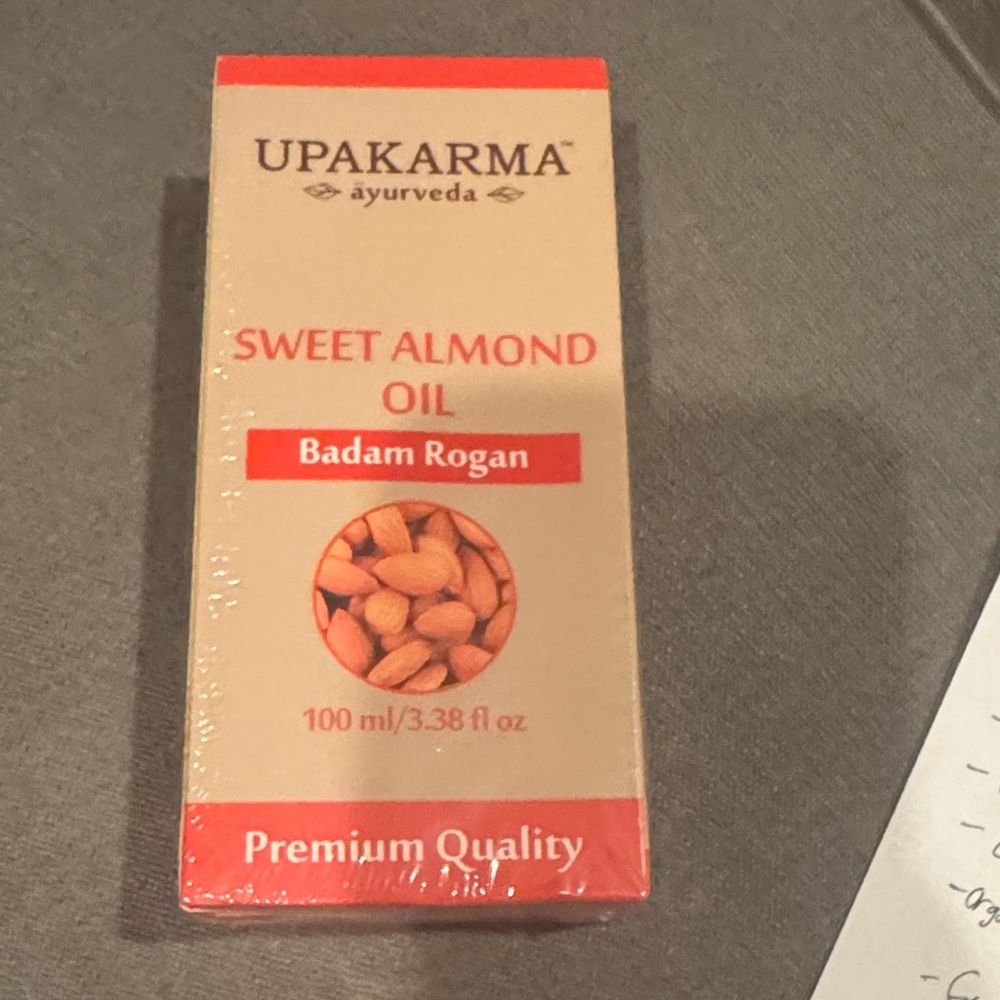 UPAKARMA™
āyurveda
SWEET ALMOND
OIL
Badam Rogan
100 ml/3.38 fl oz
Premium Quality